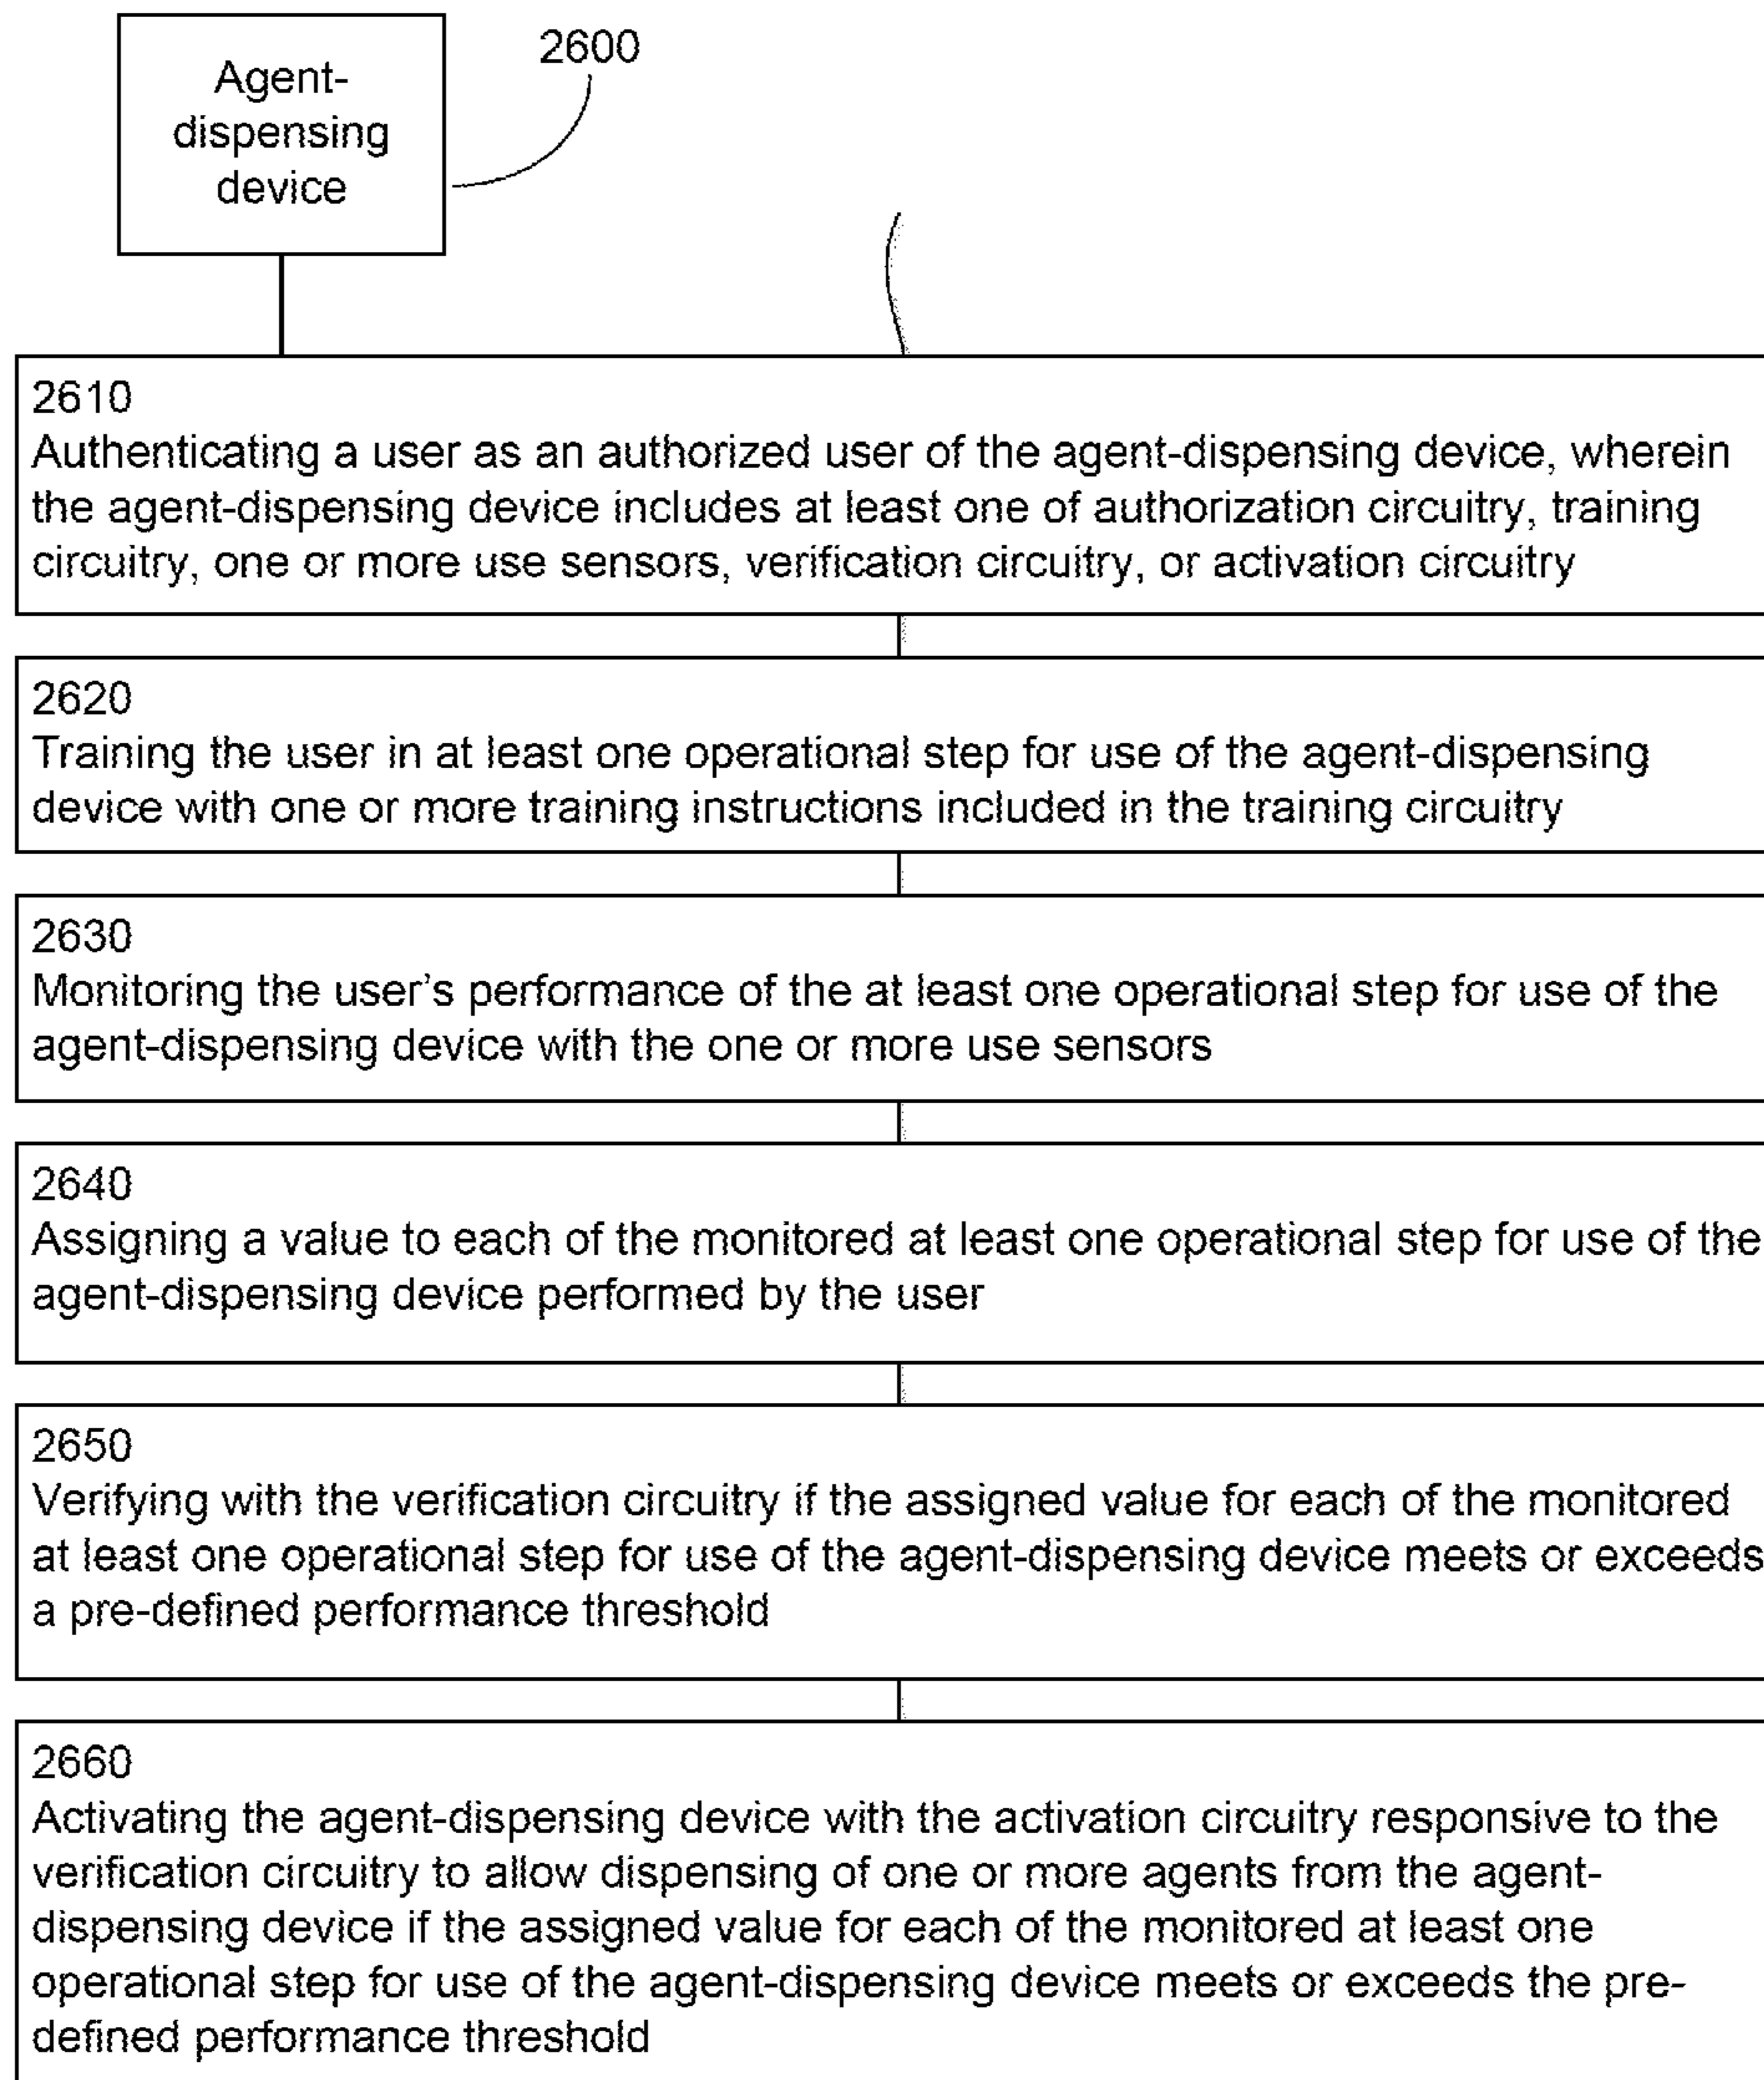 Agent-
dispensing
device
2600
2610
Authenticating a user as an authorized user of the agent-dispensing device, wherein
the agent-dispensing device includes at least one of authorization circuitry, training
circuitry, one or more use sensors, verification circuitry, or activation circuitry
2620
Training the user in at least one operational step for use of the agent-dispensing
device with one or more training instructions included in the training circuitry
2630
Monitoring the user's performance of the at least one operational step for use of the
agent-dispensing device with the one or more use sensors
2640
Assigning a value to each of the monitored at least one operational step for use of the
agent-dispensing device performed by the user
2650
Verifying with the verification circuitry if the assigned value for each of the monitored
at least one operational step for use of the agent-dispensing device meets or exceeds
a pre-defined performance threshold
2660
Activating the agent-dispensing device with the activation circuitry responsive to the
verification circuitry to allow dispensing of one or more agents from the agent-
dispensing device if the assigned value for each of the monitored at least one
operational step for use of the agent-dispensing device meets or exceeds the pre-
defined performance threshold